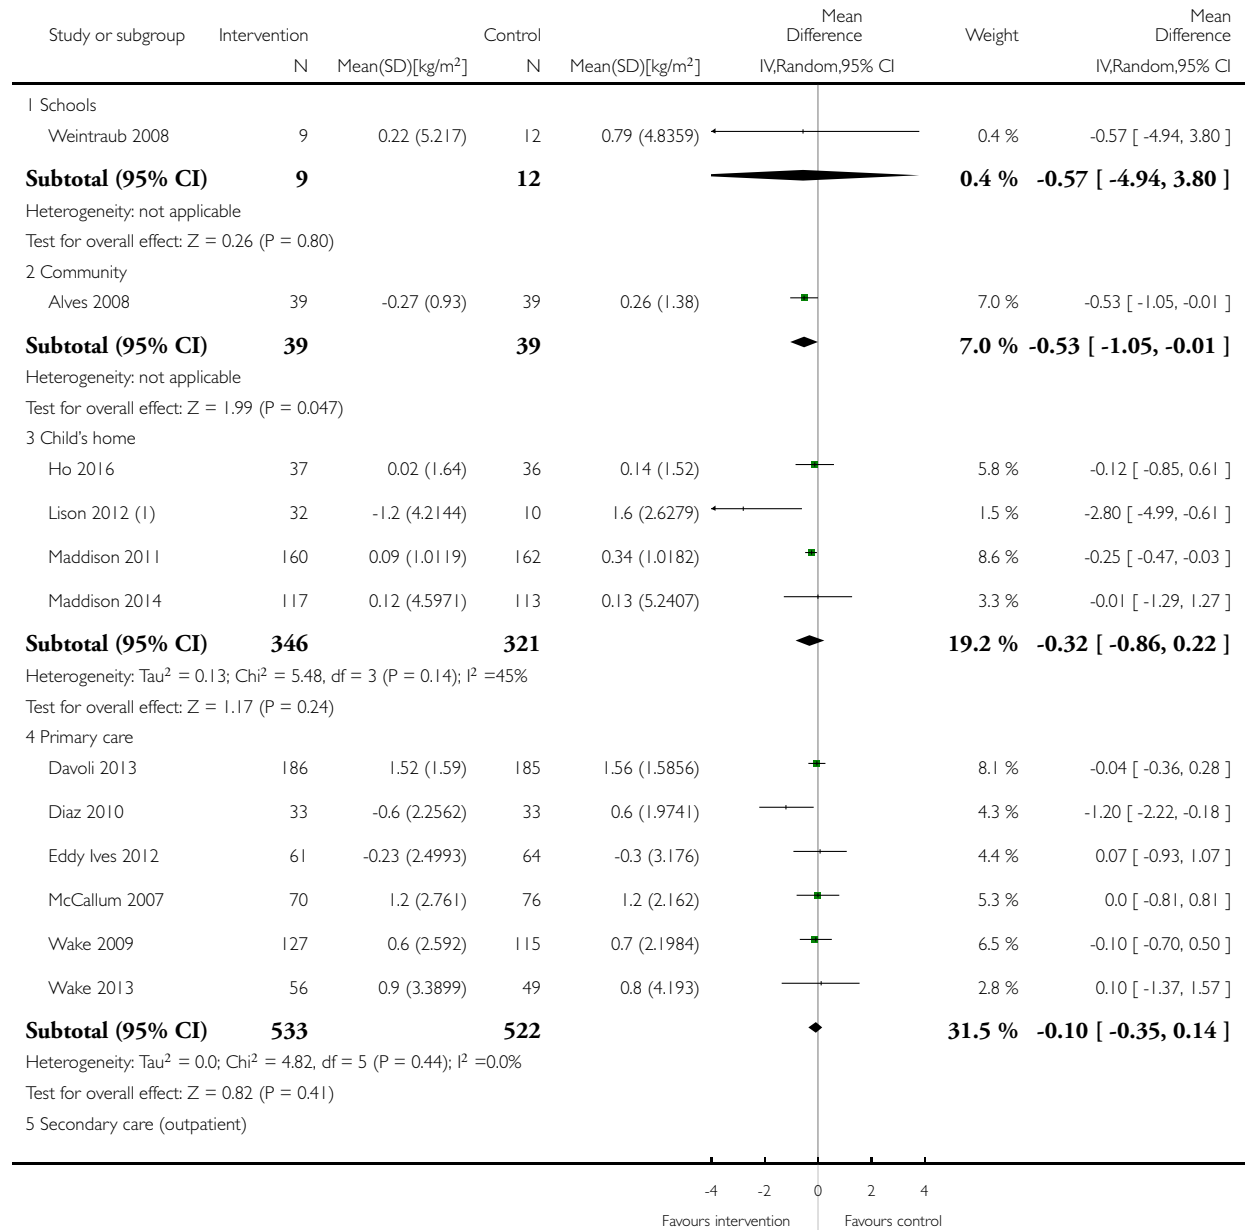 Study or subgroup Intervention Control Mean Difference Weight Mean Difference
N Mean(SD)[kg/m²] N Mean(SD)[kg/m²] IV,Random,95% CI IV,Random,95% CI
1 Schools
Weintraub 2008 9 0.22 (5.217) 12 0.79 (4.8359) 0.4 % -0.57 [ -4.94, 3.80 ]
Subtotal (95% CI) 9 12 0.4 % -0.57 [ -4.94, 3.80 ]
Heterogeneity: not applicable
Test for overall effect: Z = 0.26 (P = 0.80)
2 Community
Alves 2008 39 -0.27 (0.93) 39 0.26 (1.38) 7.0 % -0.53 [ -1.05, -0.01 ]
Subtotal (95% CI) 39 39 7.0 % -0.53 [ -1.05, -0.01 ]
Heterogeneity: not applicable
Test for overall effect: Z = 1.99 (P = 0.047)
3 Child's home
Ho 2016 37 0.02 (1.64) 36 0.14 (1.52) 5.8 % -0.12 [ -0.85, 0.61 ]
Lison 2012 (1) 32 -1.2 (4.2144) 10 1.6 (2.6279) 1.5 % -2.80 [ -4.99, -0.61 ]
Maddison 2011 160 0.09 (1.0119) 162 0.34 (1.0182) 8.6 % -0.25 [ -0.47, -0.03 ]
Maddison 2014 117 0.12 (4.5971) 113 0.13 (5.2407) 3.3 % -0.01 [ -1.29, 1.27 ]
Subtotal (95% CI) 346 321 19.2 % -0.32 [ -0.86, 0.22 ]
Heterogeneity: Tau² = 0.13; Chi² = 5.48, df = 3 (P = 0.14); I² =45%
Test for overall effect: Z = 1.17 (P = 0.24)
4 Primary care
Davoli 2013 186 1.52 (1.59) 185 1.56 (1.5856) 8.1 % -0.04 [ -0.36, 0.28 ]
Diaz 2010 33 -0.6 (2.2562) 33 0.6 (1.9741) 4.3 % -1.20 [ -2.22, -0.18 ]
Eddy Ives 2012 61 -0.23 (2.4993) 64 -0.3 (3.176) 4.4 % 0.07 [ -0.93, 1.07 ]
McCallum 2007 70 1.2 (2.761) 76 1.2 (2.162) 5.3 % 0.0 [ -0.81, 0.81 ]
Wake 2009 127 0.6 (2.592) 115 0.7 (2.1984) 6.5 % -0.10 [ -0.70, 0.50 ]
Wake 2013 56 0.9 (3.3899) 49 0.8 (4.193) 2.8 % 0.10 [ -1.37, 1.57 ]
Subtotal (95% CI) 533 522 31.5 % -0.10 [ -0.35, 0.14 ]
Heterogeneity: Tau² = 0.0; Chi² = 4.82, df = 5 (P = 0.44); I² =0.0%
Test for overall effect: Z = 0.82 (P = 0.41)
5 Secondary care (outpatient)
-4 -2 0 2 4
Favours intervention Favours control